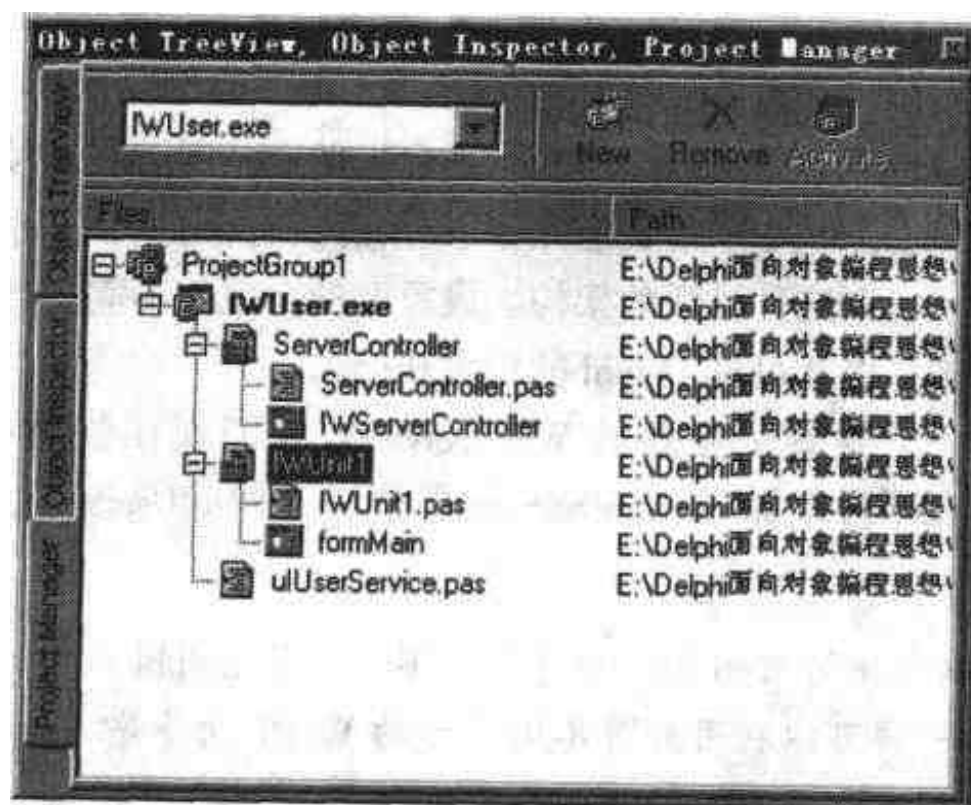 Object TreeView, Object Inspector, Project Manager
Object TreeView
Object Inspector
Project Manager
IWUser.exe
New Remove Activate
Files Path
ProjectGroup1 E:\Delphi面向对象编程思想\
IWUser.exe E:\Delphi面向对象编程思想\
ServerController E:\Delphi面向对象编程思想\
ServerController.pas E:\Delphi面向对象编程思想\
IWServerController E:\Delphi面向对象编程思想\
IWUnit1 E:\Delphi面向对象编程思想\
IWUnit1.pas E:\Delphi面向对象编程思想\
formMain E:\Delphi面向对象编程思想\
uIUserService.pas E:\Delphi面向对象编程思想\